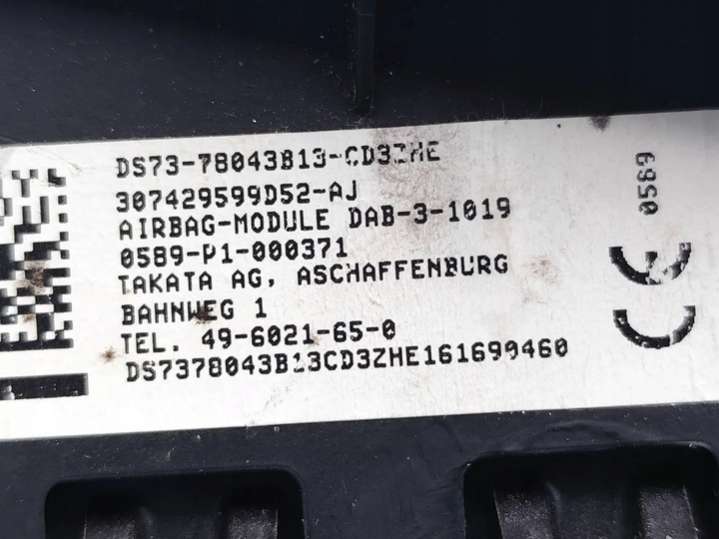 DS73-78043B13-CD3ZHE
307429599D52-AJ
AIRBAG-MODULE DAB-3-1019
0589-P1-000371
TAKATA AG, ASCHAFFENBURG
BAHNWEG 1
TEL. 49-6021-65-0
DS7378043B13CD3ZHE161699460
CE
0569